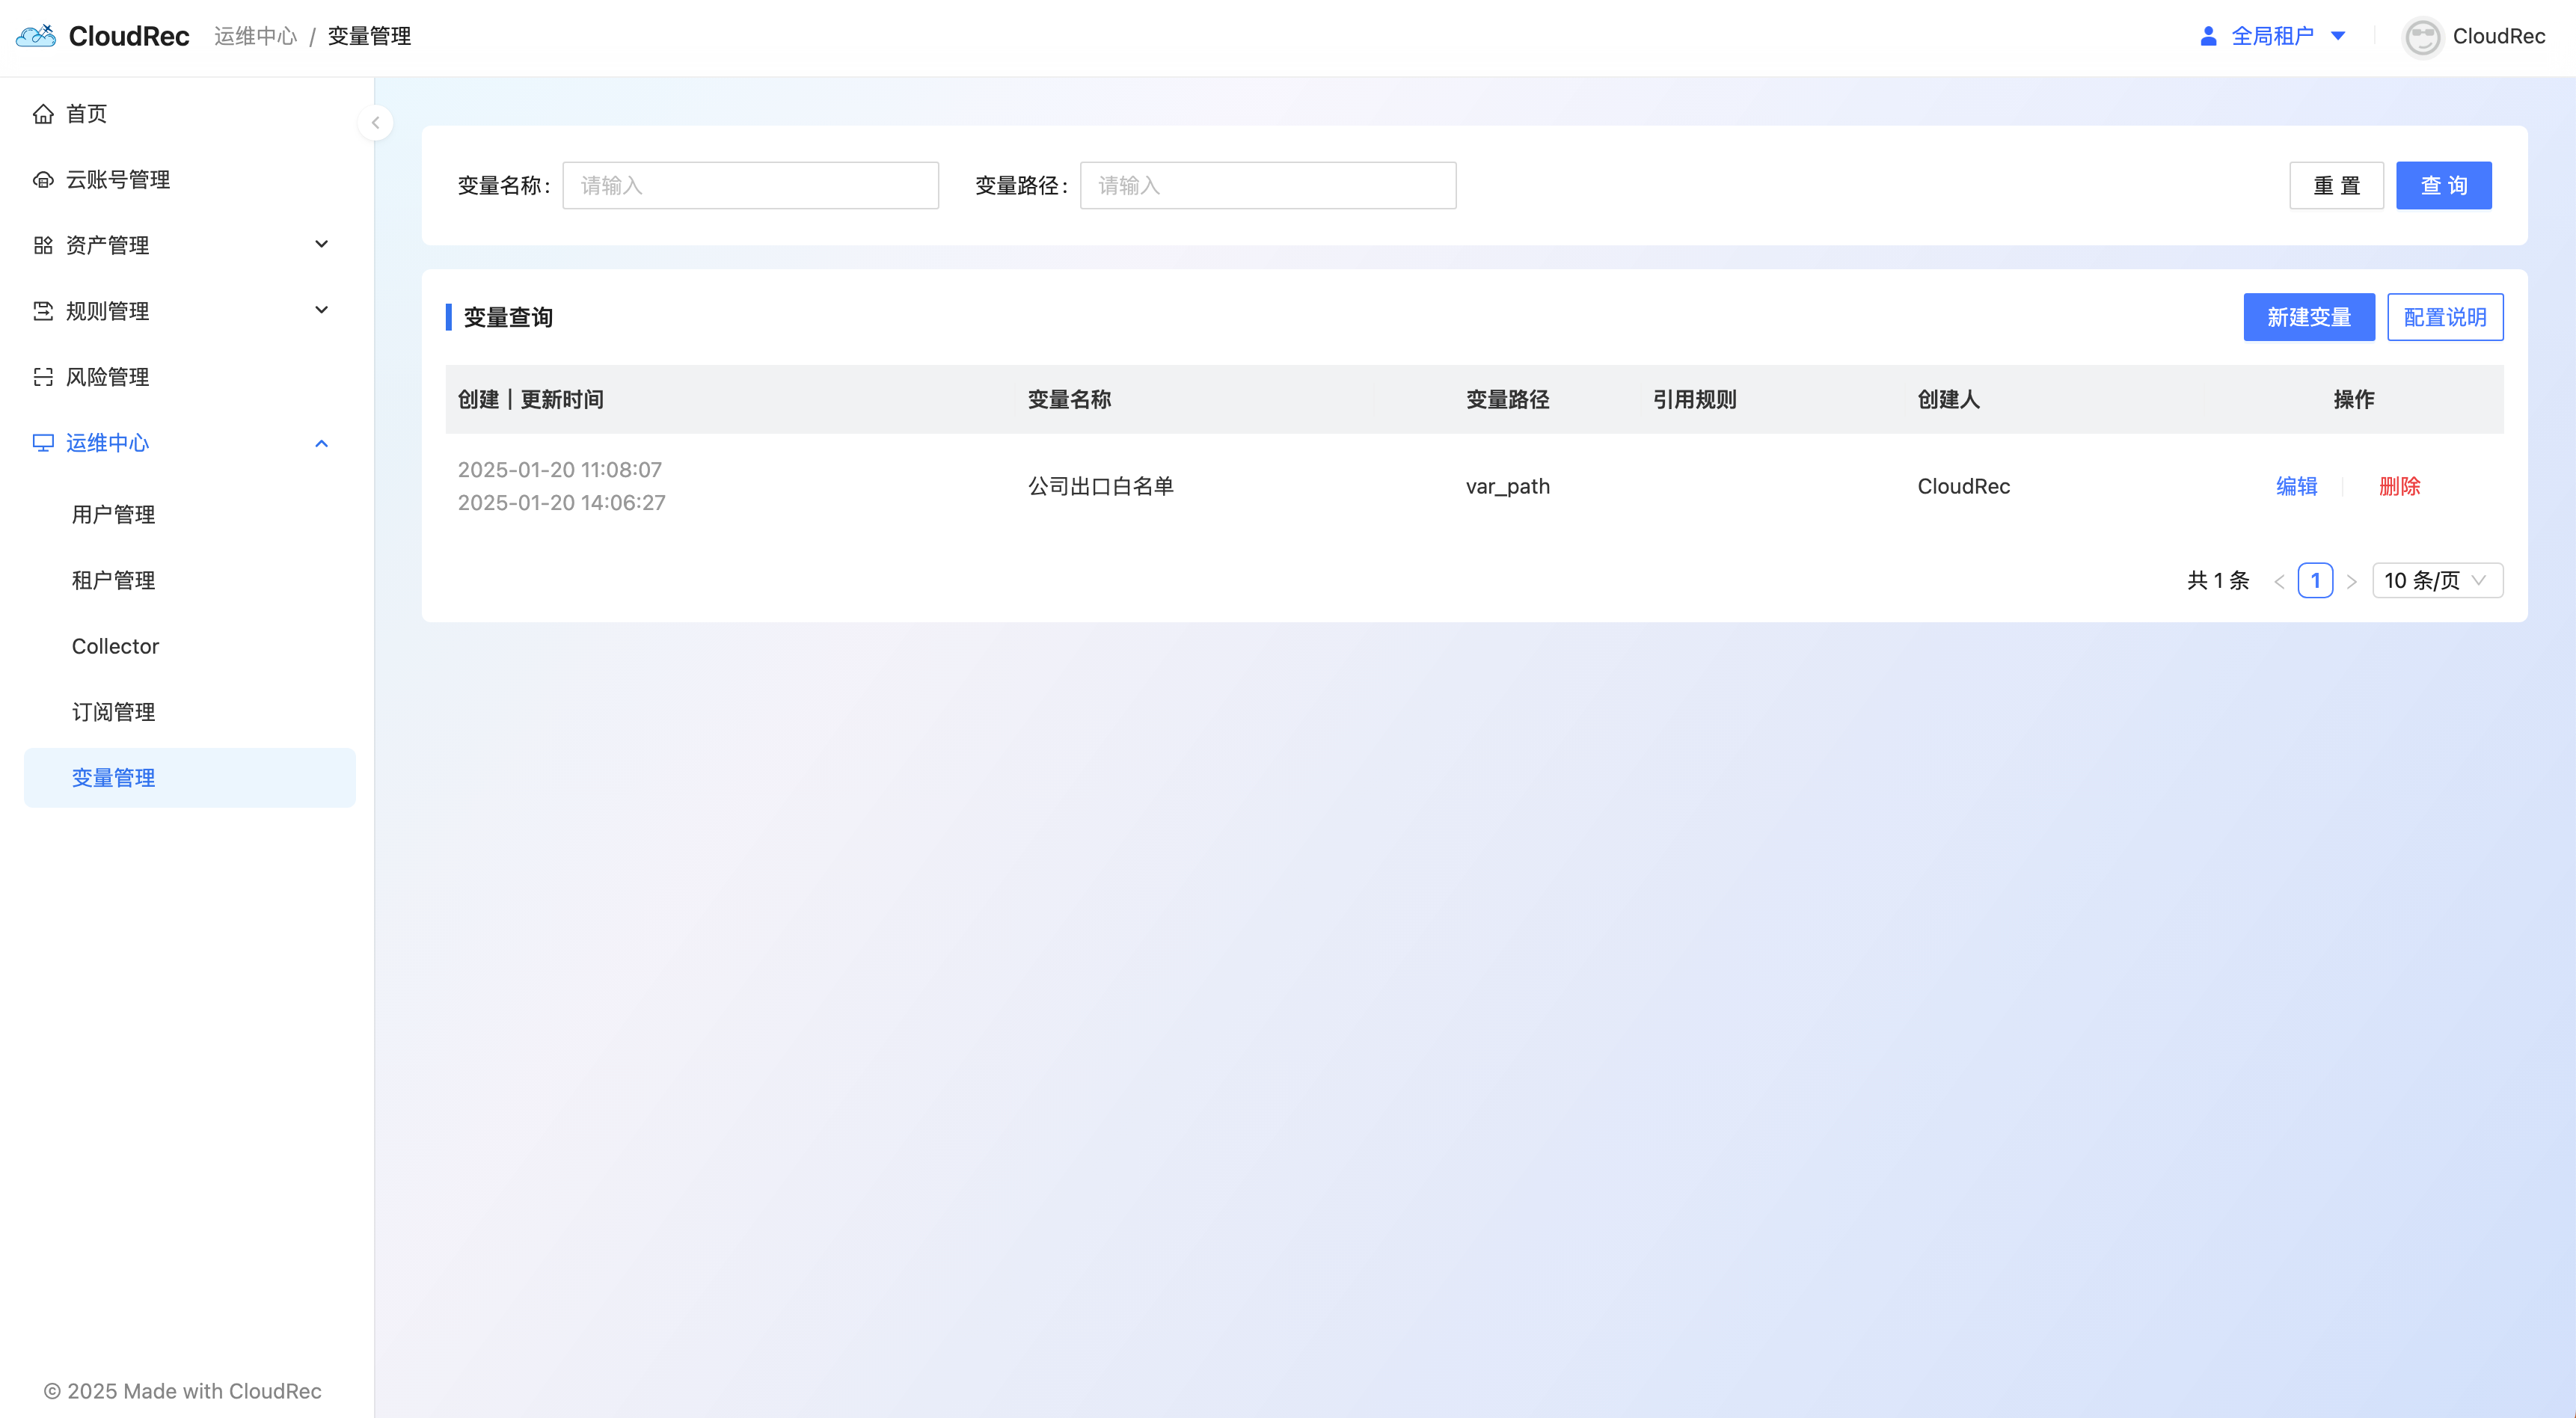 CloudRec 运维中心 / 变量管理 全局租户 CloudRec
首页
云账号管理
资产管理
规则管理
风险管理
运维中心
用户管理
租户管理
Collector
订阅管理
变量管理
© 2025 Made with CloudRec
变量名称: 请输入 变量路径: 请输入 重 置 查 询
变量查询 新建变量 配置说明
创建｜更新时间 变量名称 变量路径 引用规则 创建人 操作
2025-01-20 11:08:07
2025-01-20 14:06:27
公司出口白名单 var_path CloudRec 编辑 删除
共 1 条 < 1 > 10 条/页